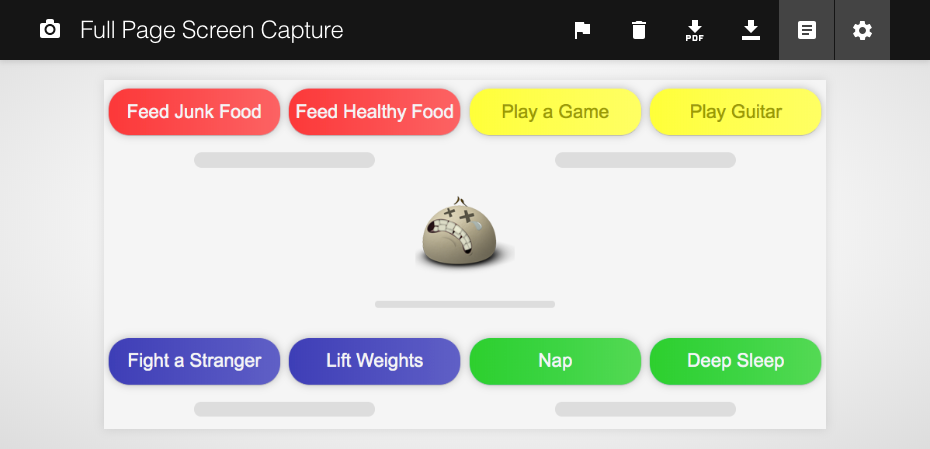 Full Page Screen Capture
PDF
Feed Junk Food
Feed Healthy Food
Play a Game
Play Guitar
Fight a Stranger
Lift Weights
Nap
Deep Sleep